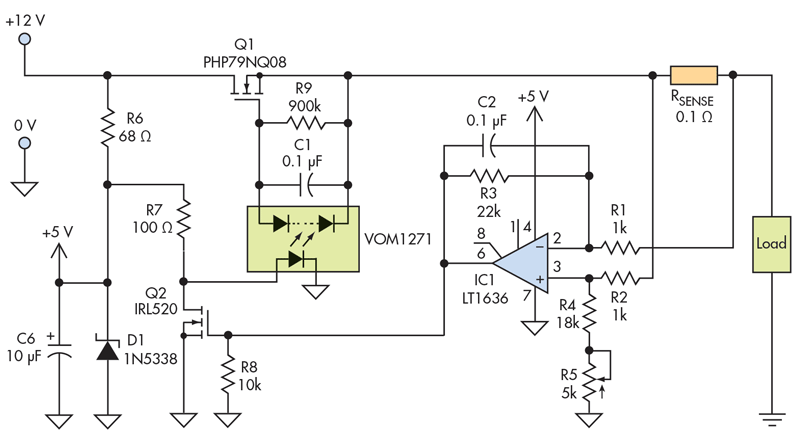 +12 V
Q1
PHP79NQ08
R9
900k
C2
0.1 µF
+5 V
R_SENSE
0.1 Ω
R6
68 Ω
0 V
C1
0.1 µF
R3
22k
R7
100 Ω
R1
1k
VOM1271
1
4
8
2
6
3
7
IC1
LT1636
R2
1k
Load
+5 V
Q2
IRL520
R4
18k
C6
+
10 µF
D1
1N5338
R8
10k
R5
5k